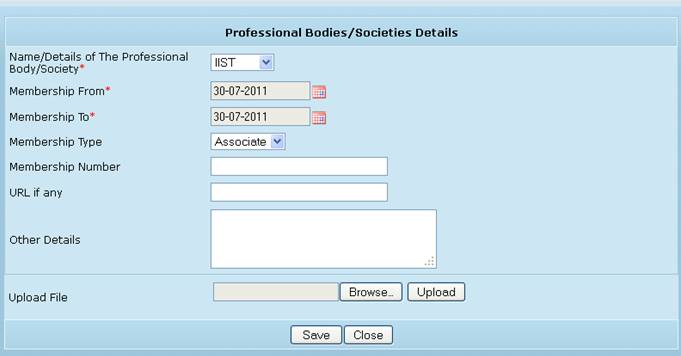 Professional Bodies/Societies Details
Name/Details of The Professional
Body/Society*
IIST
Membership From*
30-07-2011
Membership To*
30-07-2011
Membership Type
Associate
Membership Number
URL if any
Other Details
Upload File
Browse...
Upload
Save
Close